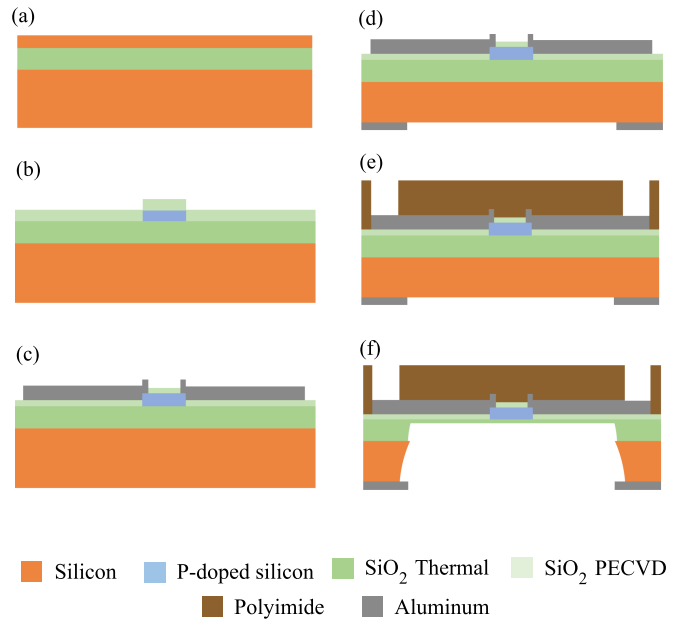 (a)
(b)
(c)
(d)
(e)
(f)
Silicon P-doped silicon SiO₂ Thermal SiO₂ PECVD
Polyimide Aluminum